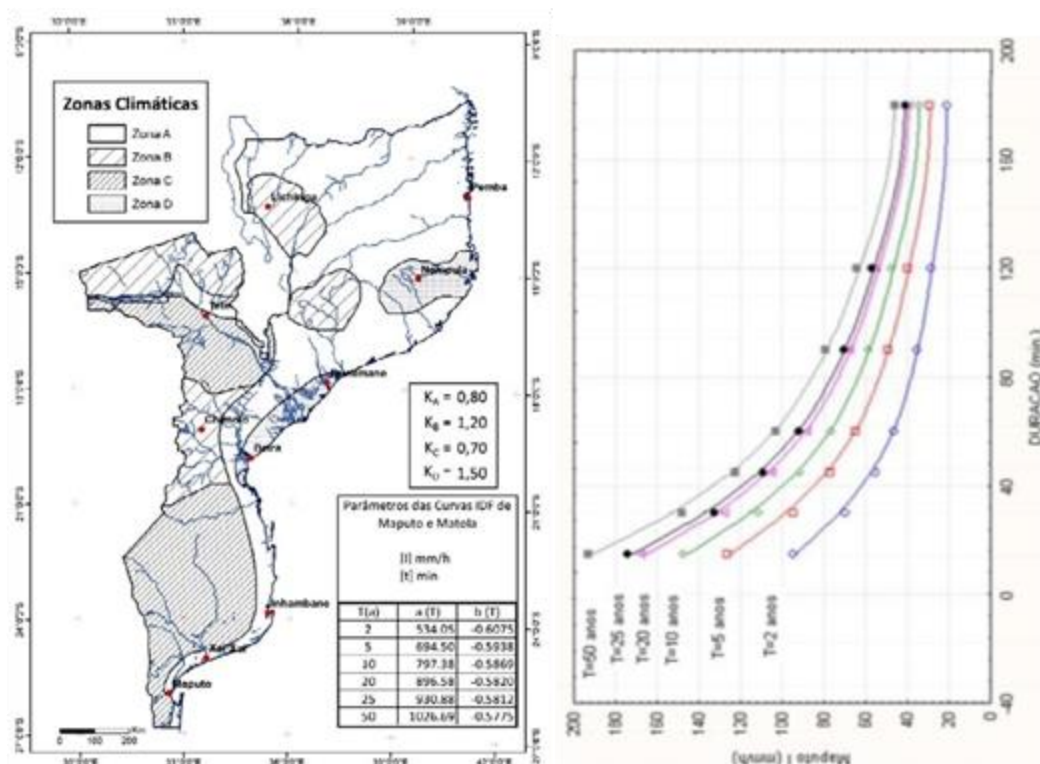 Zonas Climáticas
Zona A
Zona B
Zona C
Zona D
Lichinga
Pemba
Nampula
Tete
Chimoio
Beira
Inhambane
Xai Xai
Maputo
K_A = 0,80
K_B = 1,20
K_C = 0,70
K_D = 1,50
Parâmetros das Curvas IDF de
Maputo e Matola
[I] mm/h
[t] min
T(a) a (T) b (T)
2 534.05 -0.6075
5 694.50 -0.5938
10 797.38 -0.5869
20 896.58 -0.5820
25 930.88 -0.5812
50 1026.69 -0.5775
0 100 200
T=50 anos
T=25 anos
T=20 anos
T=10 anos
T=5 anos
T=2 anos
200 180 160 140 120 100 80 60 40 20 0
Maputo I (mm/h)
-40 0 40 80 120 160 200
DURAÇÃO (min)